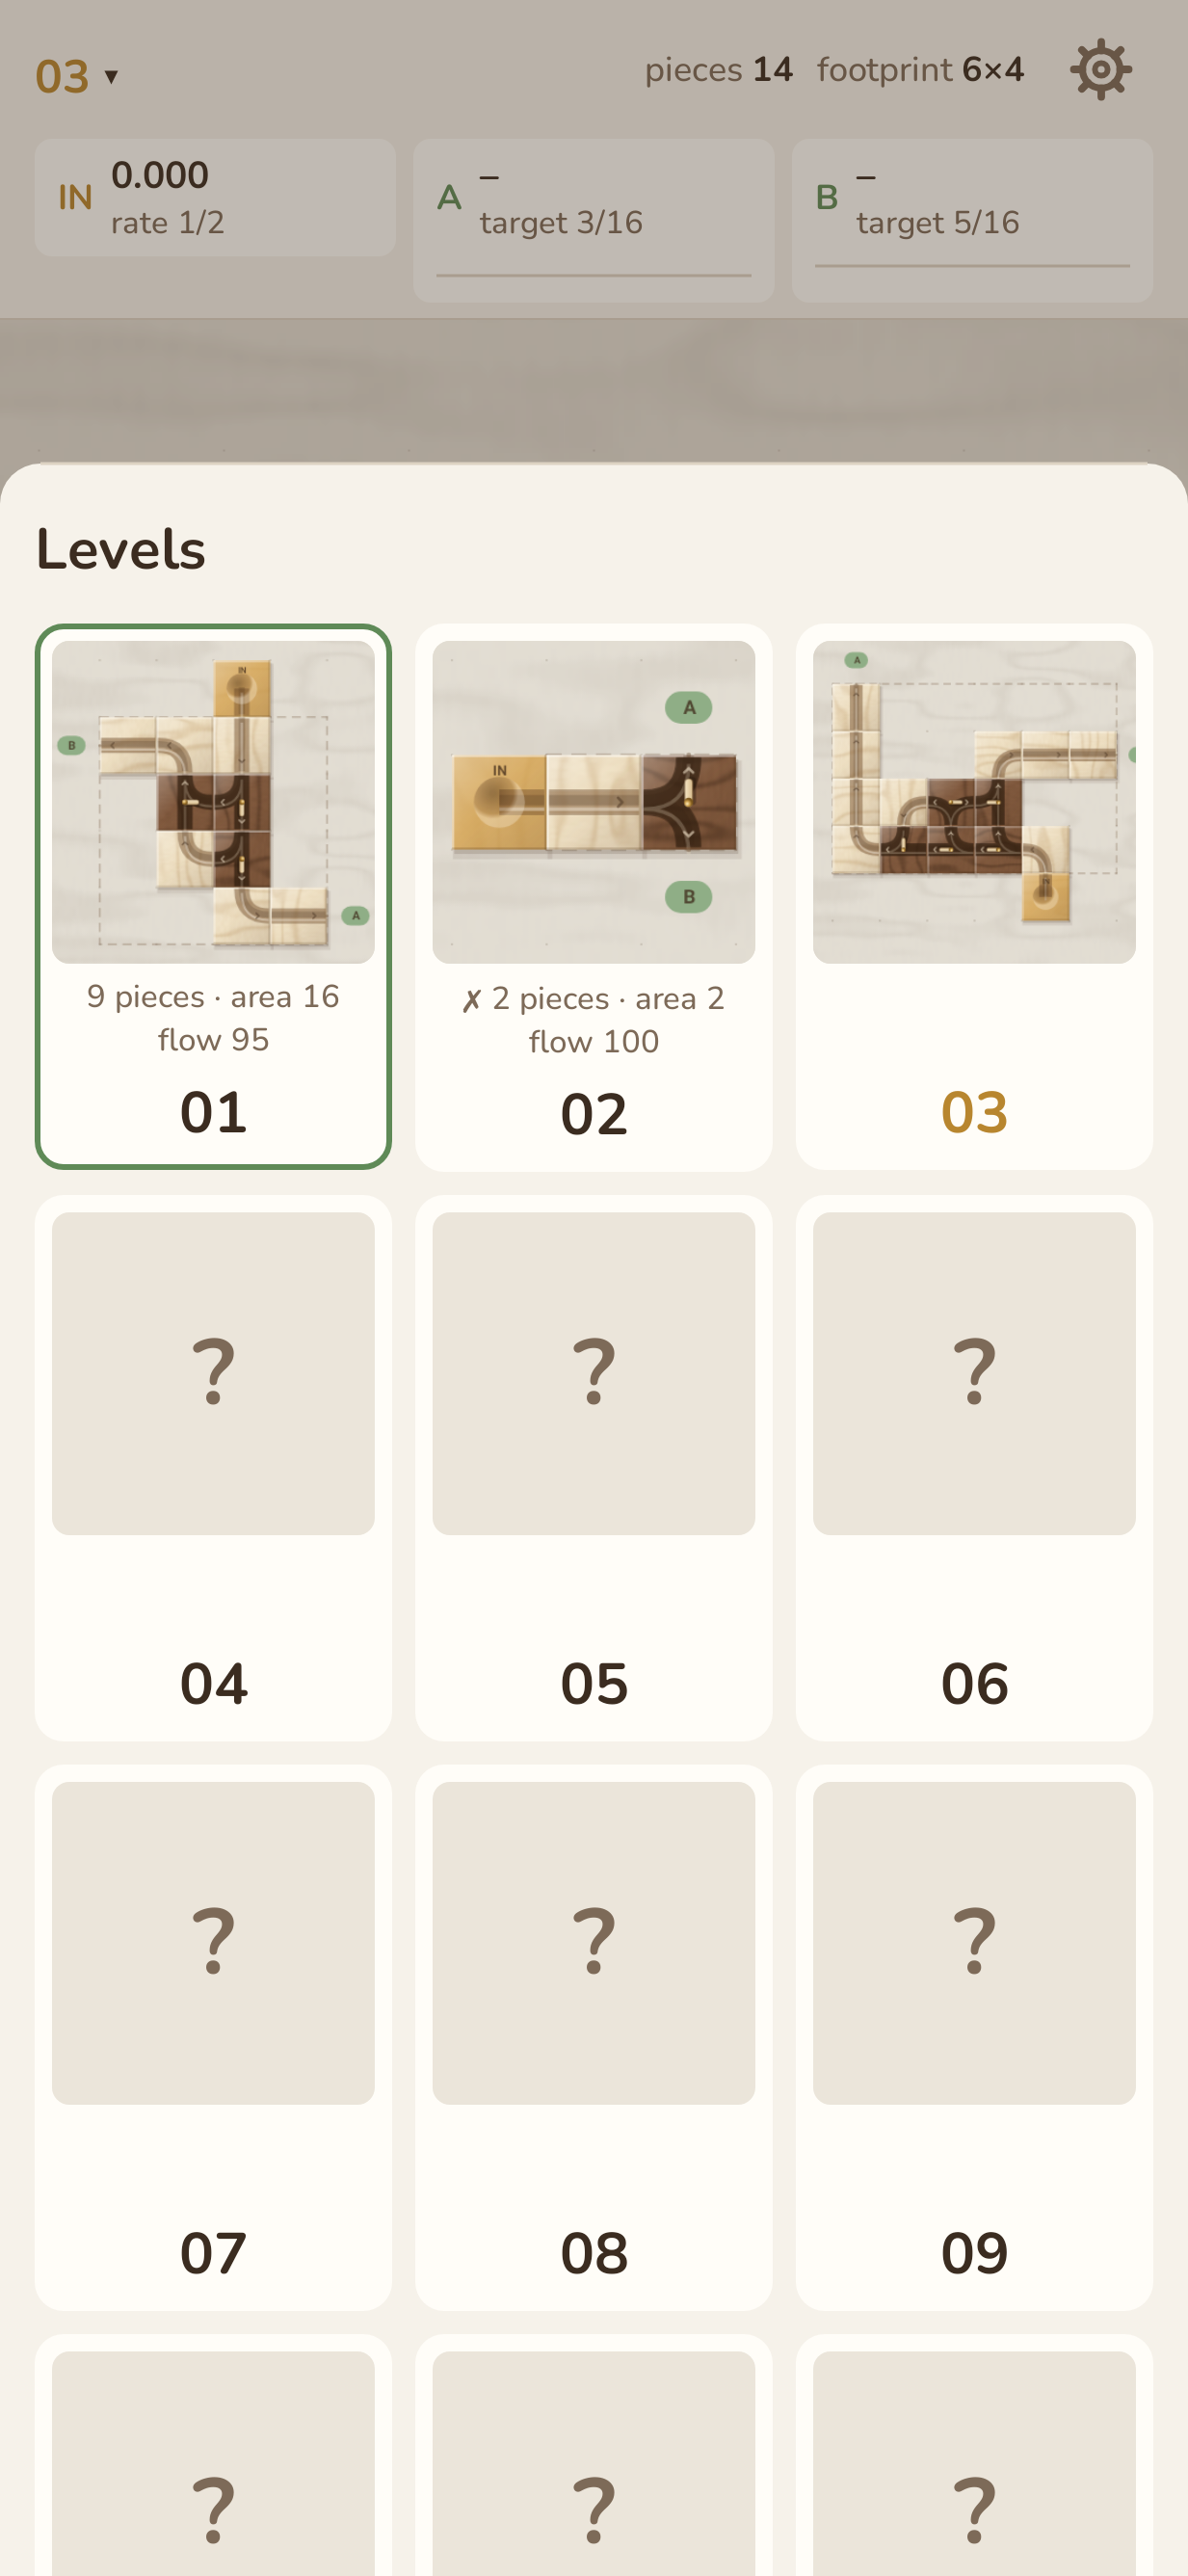 03 ▾
pieces 14 footprint 6×4
IN
0.000
rate 1/2
A
–
target 3/16
B
–
target 5/16
Levels
IN
B
A
9 pieces · area 16
flow 95
01
A
IN
B
✗ 2 pieces · area 2
flow 100
02
A
IN
03
?
04
?
05
?
06
?
07
?
08
?
09
?
?
?